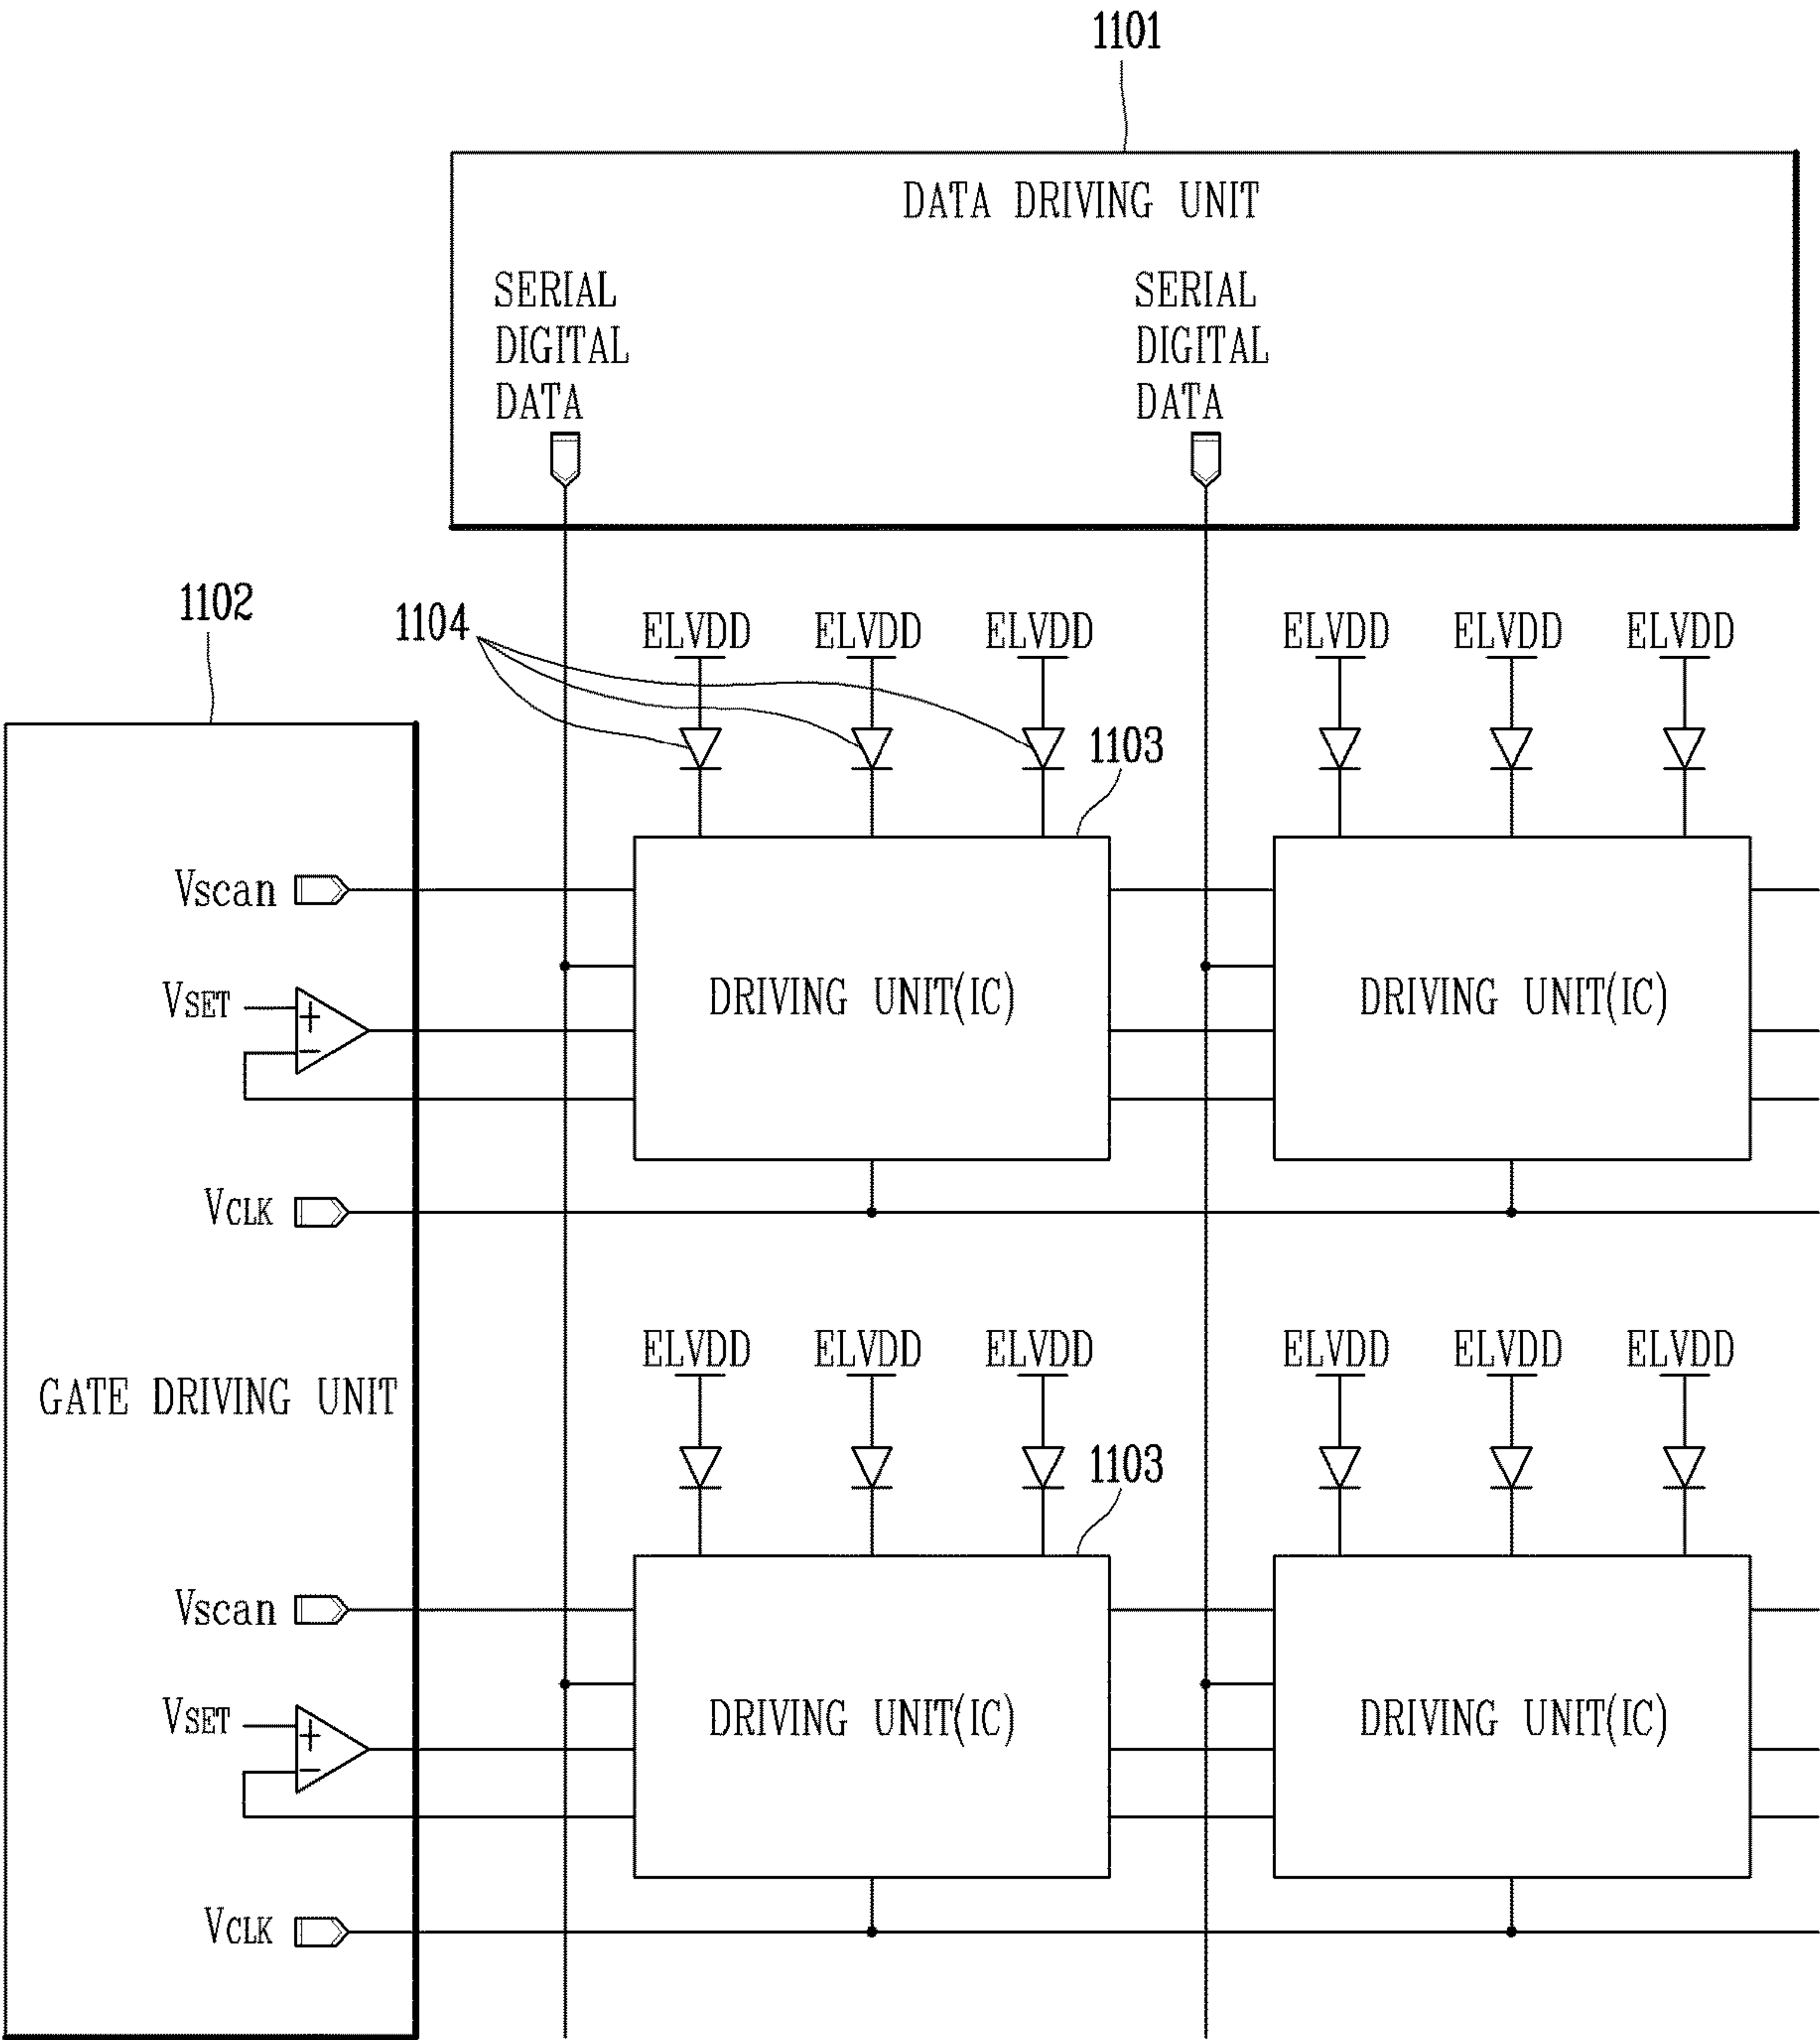 1101
DATA DRIVING UNIT
SERIAL
DIGITAL
DATA
SERIAL
DIGITAL
DATA
1102
1104
ELVDD ELVDD ELVDD ELVDD ELVDD ELVDD
1103
Vscan
VSET
+
−
DRIVING UNIT(IC) DRIVING UNIT(IC)
VCLK
ELVDD ELVDD ELVDD ELVDD ELVDD ELVDD
GATE DRIVING UNIT
1103
Vscan
VSET
+
−
DRIVING UNIT(IC) DRIVING UNIT(IC)
VCLK